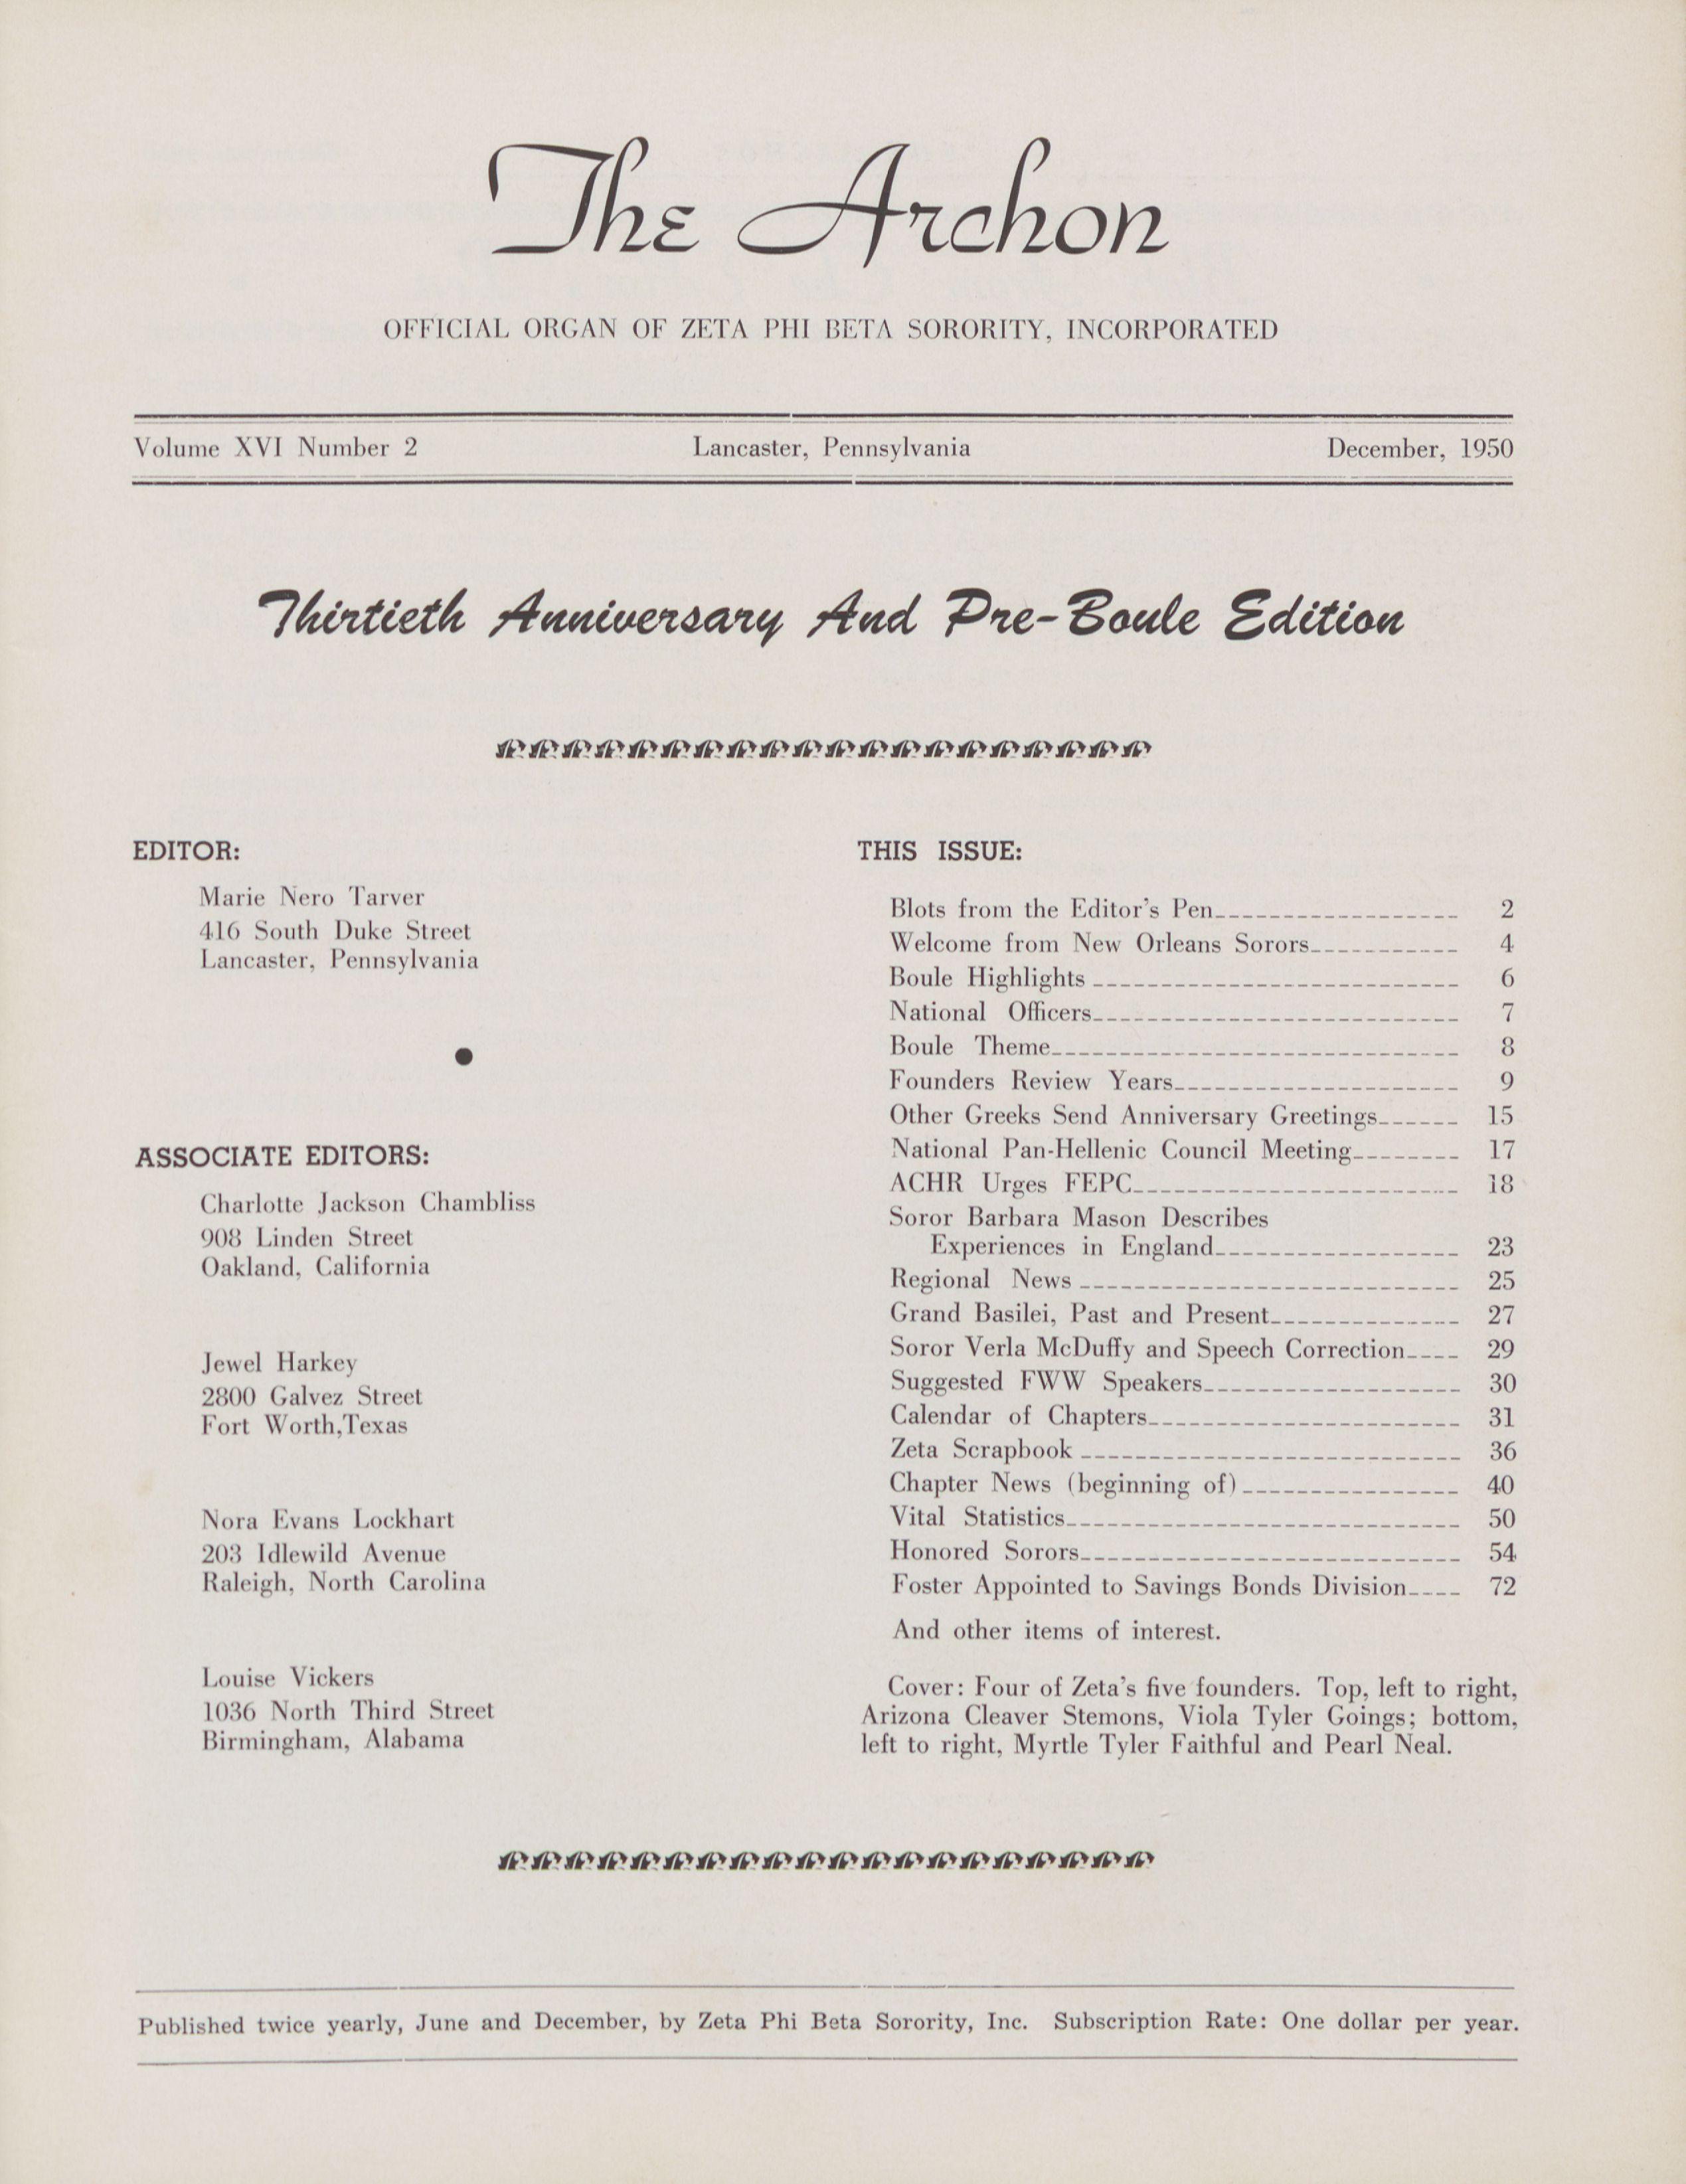 The Archon
OFFICIAL ORGAN OF ZETA PHI BETA SORORITY, INCORPORATED
Volume XVI Number 2 Lancaster, Pennsylvania December, 1950
Thirtieth Anniversary And Pre-Boule Edition
EDITOR:
Marie Nero Tarver
416 South Duke Street
Lancaster, Pennsylvania
ASSOCIATE EDITORS:
Charlotte Jackson Chambliss
908 Linden Street
Oakland, California
Jewel Harkey
2800 Galvez Street
Fort Worth,Texas
Nora Evans Lockhart
203 Idlewild Avenue
Raleigh, North Carolina
Louise Vickers
1036 North Third Street
Birmingham, Alabama
THIS ISSUE:
Blots from the Editor's Pen 2
Welcome from New Orleans Sorors 4
Boule Highlights 6
National Officers 7
Boule Theme 8
Founders Review Years 9
Other Greeks Send Anniversary Greetings 15
National Pan-Hellenic Council Meeting 17
ACHR Urges FEPC 18
Soror Barbara Mason Describes
Experiences in England 23
Regional News 25
Grand Basilei, Past and Present 27
Soror Verla McDuffy and Speech Correction 29
Suggested FWW Speakers 30
Calendar of Chapters 31
Zeta Scrapbook 36
Chapter News (beginning of) 40
Vital Statistics 50
Honored Sorors 54
Foster Appointed to Savings Bonds Division 72
And other items of interest.
Cover: Four of Zeta's five founders. Top, left to right,
Arizona Cleaver Stemons, Viola Tyler Goings; bottom,
left to right, Myrtle Tyler Faithful and Pearl Neal.
Published twice yearly, June and December, by Zeta Phi Beta Sorority, Inc. Subscription Rate: One dollar per year.